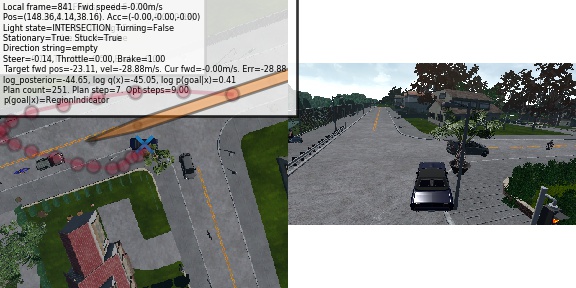 Local frame=841. Fwd speed=-0.00m/s
Pos=(148.36,4.14,38.16). Acc=(-0.00,-0.00,-0.00)
Light state=INTERSECTION. Turning=False
Stationary=True. Stuck=True
Direction string=empty
Steer=-0.14, Throttle=0.00, Brake=1.00
Target fwd pos=-23.11, vel=-28.88m/s. Cur fwd=-0.00m/s. Err=-28.88
log_posterior=-44.65, log q(x)=-45.05, log p(goal|x)=0.41
Plan count=251. Plan step=7. Opt steps=9.00
p(goal|x)=RegionIndicator